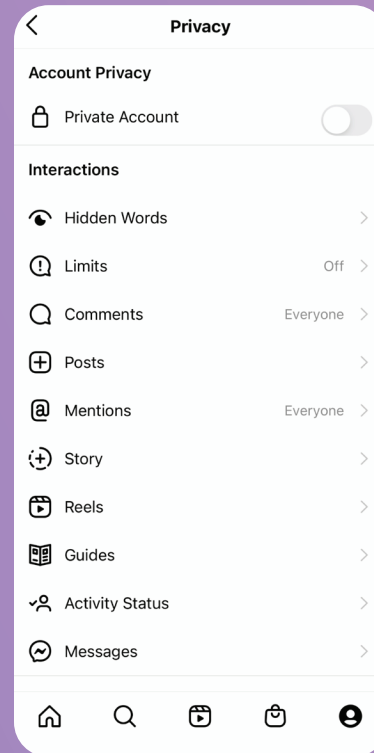 Privacy
Account Privacy
Private Account
Interactions
Hidden Words
Limits Off
Comments Everyone
Posts
Mentions Everyone
Story
Reels
Guides
Activity Status
Messages